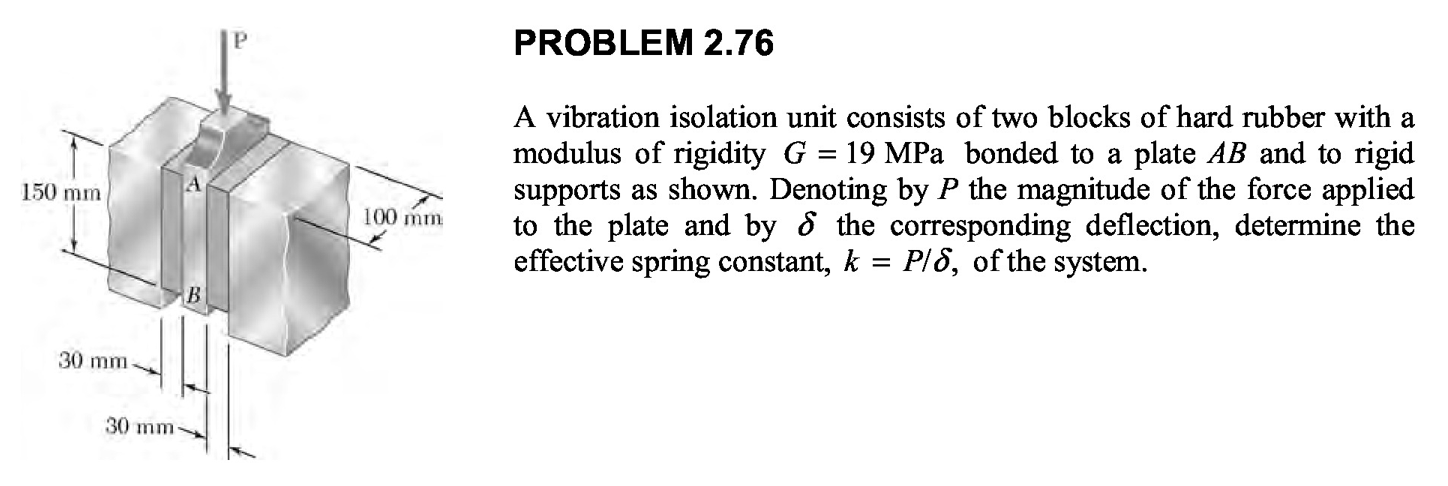 P
PROBLEM 2.76
A vibration isolation unit consists of two blocks of hard rubber with a
modulus of rigidity G = 19 MPa bonded to a plate AB and to rigid
supports as shown. Denoting by P the magnitude of the force applied
to the plate and by δ the corresponding deflection, determine the
effective spring constant, k = P/δ, of the system.
150 mm
A
100 mm
B
30 mm
30 mm